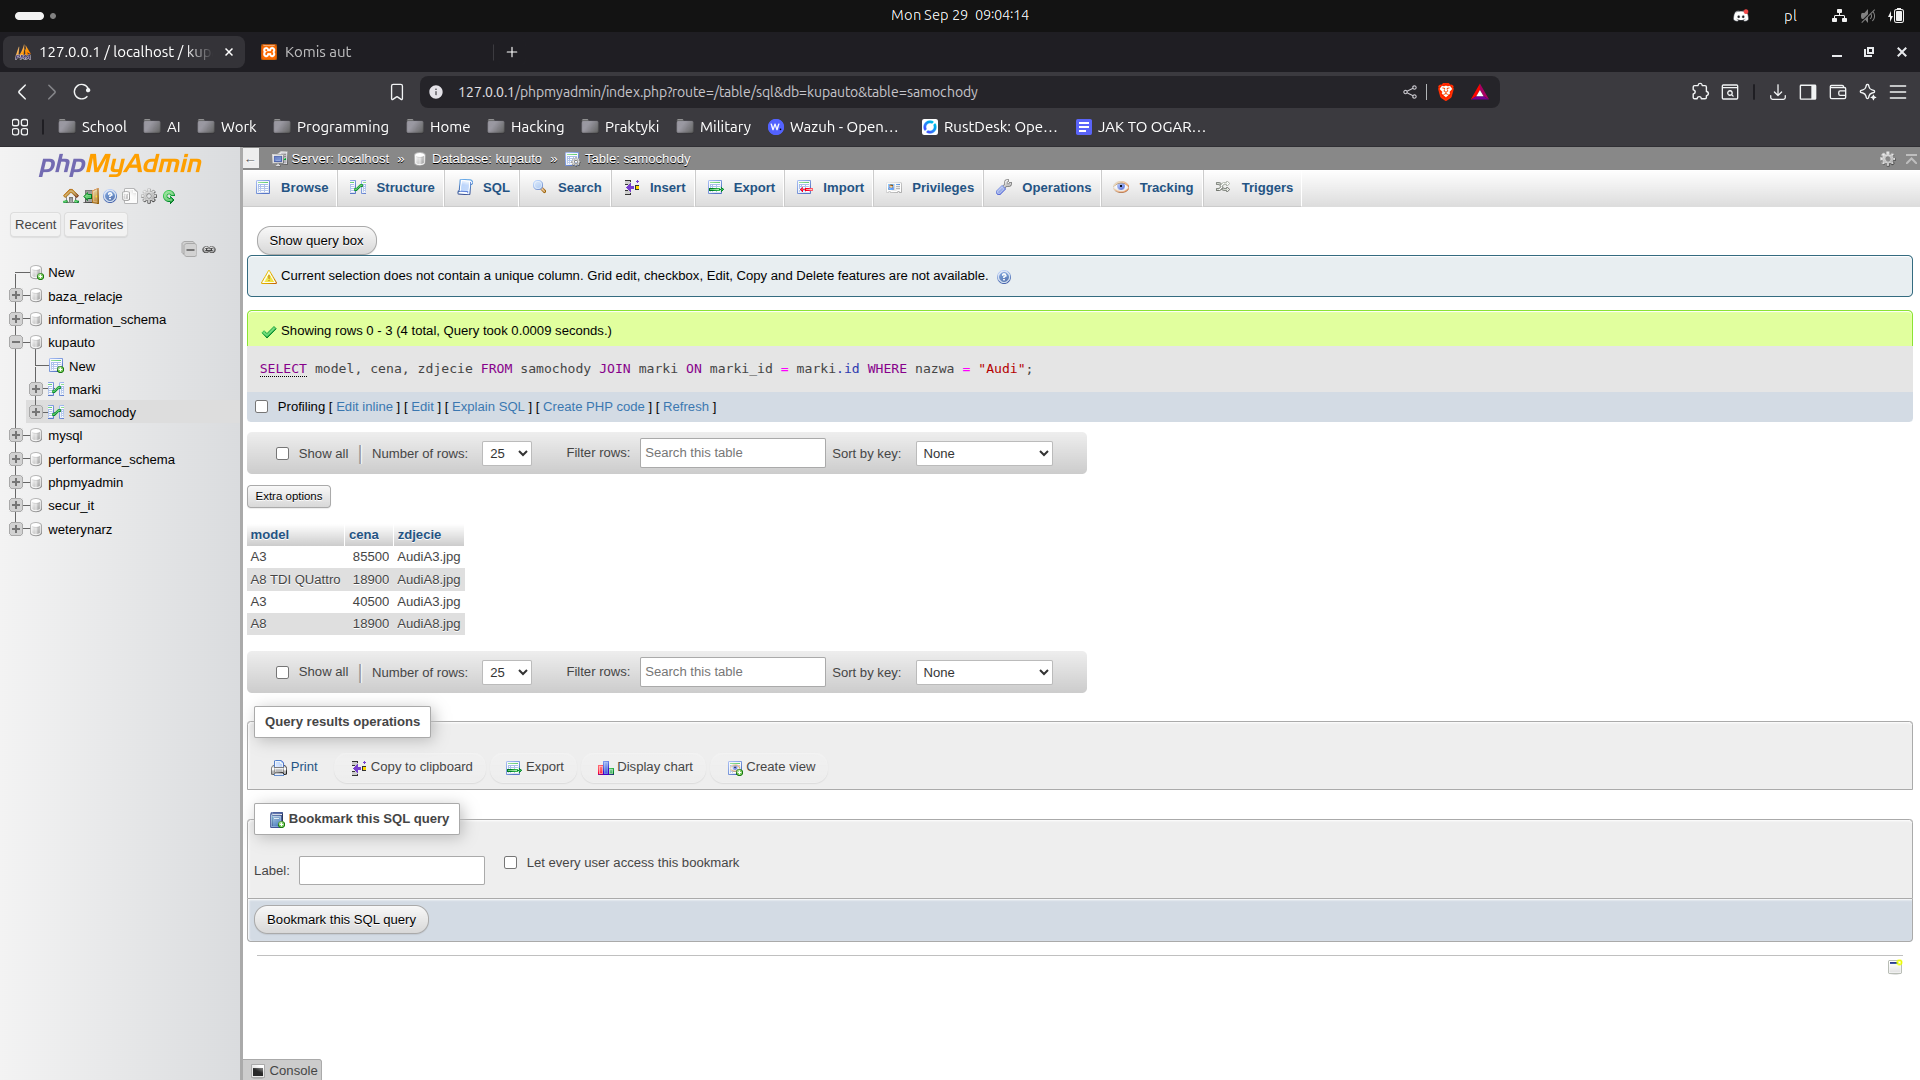 Mon Sep 29 09:04:14
pl
127.0.0.1 / localhost / kup
Komis aut
127.0.0.1/phpmyadmin/index.php?route=/table/sql&db=kupauto&table=samochody
School AI Work Programming Home Hacking Praktyki Military Wazuh - Open... RustDesk: Ope... JAK TO OGAR...
phpMyAdmin
Recent Favorites
New
baza_relacje
information_schema
kupauto
New
marki
samochody
mysql
performance_schema
phpmyadmin
secur_it
weterynarz
Server: localhost » Database: kupauto » Table: samochody
Browse Structure SQL Search Insert Export Import Privileges Operations Tracking Triggers
Show query box
Current selection does not contain a unique column. Grid edit, checkbox, Edit, Copy and Delete features are not available.
Showing rows 0 - 3 (4 total, Query took 0.0009 seconds.)
SELECT model, cena, zdjecie FROM samochody JOIN marki ON marki_id = marki.id WHERE nazwa = "Audi";
Profiling [ Edit inline ] [ Edit ] [ Explain SQL ] [ Create PHP code ] [ Refresh ]
Show all | Number of rows: 25 Filter rows: Search this table Sort by key: None
Extra options
model cena zdjecie
A3 85500 AudiA3.jpg
A8 TDI QUattro 18900 AudiA8.jpg
A3 40500 AudiA3.jpg
A8 18900 AudiA8.jpg
Show all | Number of rows: 25 Filter rows: Search this table Sort by key: None
Query results operations
Print Copy to clipboard Export Display chart Create view
Bookmark this SQL query
Label: Let every user access this bookmark
Bookmark this SQL query
Console